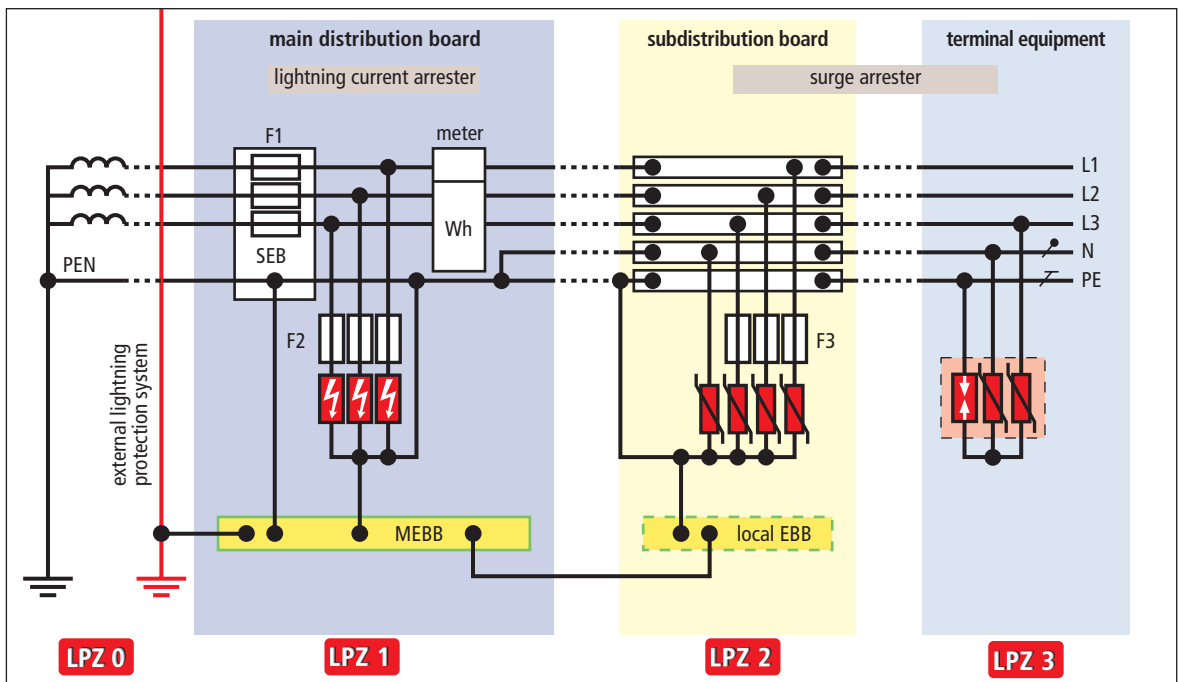 main distribution board
subdistribution board
terminal equipment
lightning current arrester
surge arrester
F1
meter
L1
L2
L3
Wh
N
SEB
PEN
PE
F2
F3
external lightning
protection system
MEBB
local EBB
LPZ 0
LPZ 1
LPZ 2
LPZ 3